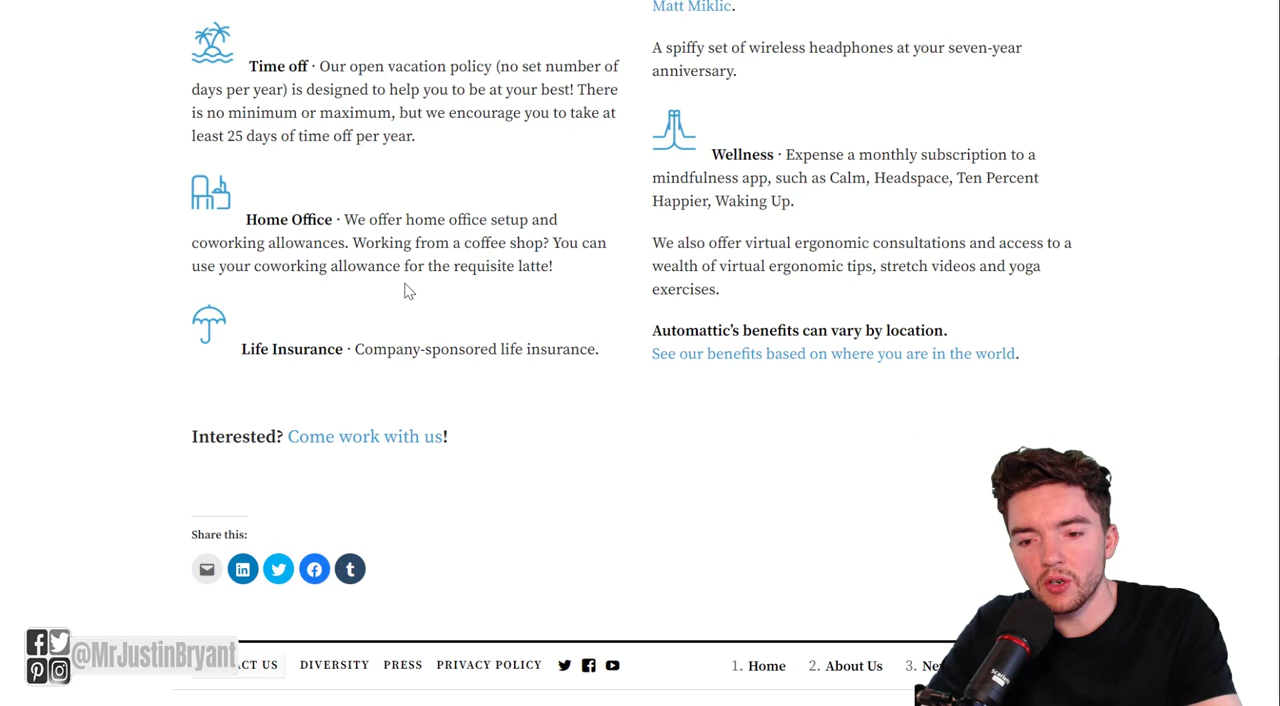 Time off · Our open vacation policy (no set number of
days per year) is designed to help you to be at your best! There
is no minimum or maximum, but we encourage you to take at
least 25 days of time off per year.
Home Office · We offer home office setup and
coworking allowances. Working from a coffee shop? You can
use your coworking allowance for the requisite latte!
Life Insurance · Company-sponsored life insurance.
Matt Miklic.
A spiffy set of wireless headphones at your seven-year
anniversary.
Wellness · Expense a monthly subscription to a
mindfulness app, such as Calm, Headspace, Ten Percent
Happier, Waking Up.
We also offer virtual ergonomic consultations and access to a
wealth of virtual ergonomic tips, stretch videos and yoga
exercises.
Automattic's benefits can vary by location.
See our benefits based on where you are in the world.
Interested? Come work with us!
Share this:
@MrJustinBryant
US DIVERSITY PRESS PRIVACY POLICY
1. Home 2. About Us 3.